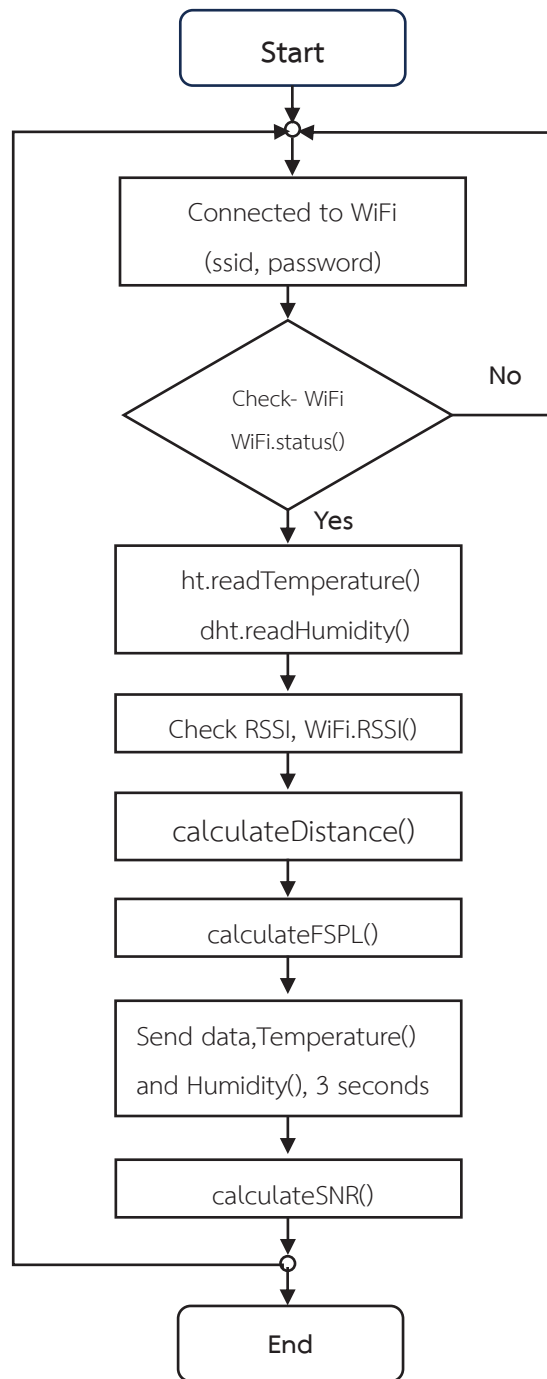 Start
Connected to WiFi
(ssid, password)
Check- WiFi
WiFi.status()
No
Yes
ht.readTemperature()
dht.readHumidity()
Check RSSI, WiFi.RSSI()
calculateDistance()
calculateFSPL()
Send data,Temperature()
and Humidity(), 3 seconds
calculateSNR()
End